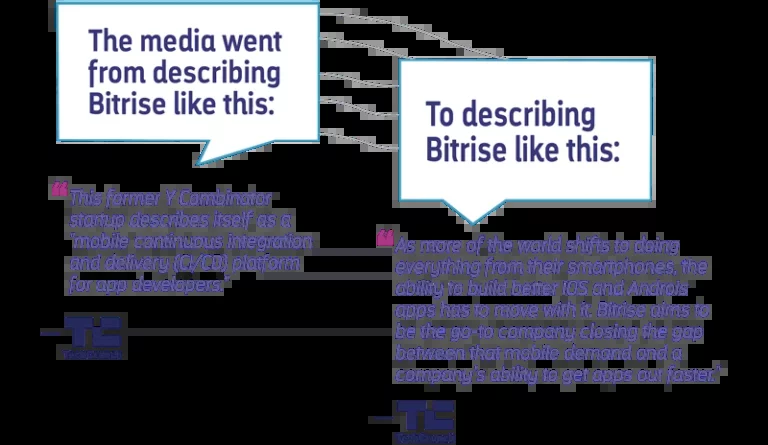 The media went
from describing
Bitrise like this:
To describing
Bitrise like this:
“This former Y Combinator
startup describes itself as a
“mobile continuous integration
and delivery (CI/CD) platform
for app developers.”
— TC
TechCrunch
“As more of the world shifts to doing
everything from their smartphones, the
ability to build better iOS and Androis
apps has to move with it. Bitrise aims to
be the go-to company closing the gap
between that mobile demand and a
company's ability to get apps out faster.”
— TC
TechCrunch